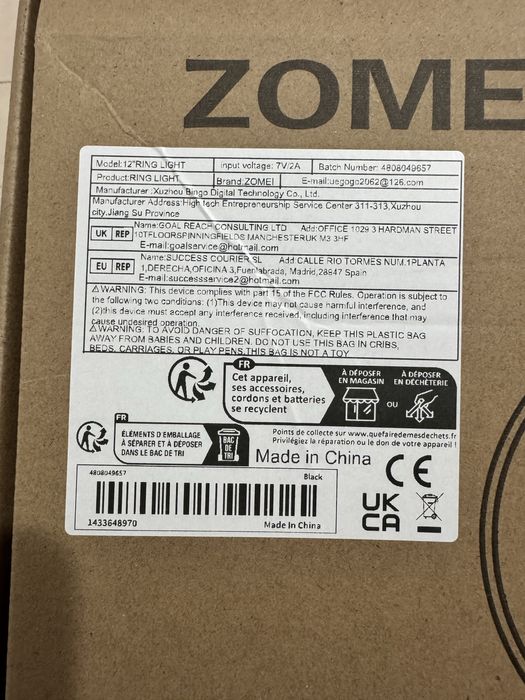 ZOMEI
Model:12"RING LIGHT
Input voltage: 7V/2A
Batch Number: 4808049657
Product:RING LIGHT
Brand:ZOMEI
E-mail:uegogo2062@126.com
Manufacturer:Xuzhou Bingo Digital Technology Co., Ltd.
Manufacturer Address:High tech Entrepreneurship Service Center 311-313,Xuzhou
city,Jiang Su Province
UK REP
Name:GOAL REACH CONSULTING LTD Add:OFFICE 1029 3 HARDMAN STREET
10TFLOORSPINNINGFIELDS MANCHESTERUK M3 3HF
E-mail:goalservice@hotmail.com
EU REP
Name:SUCCESS COURIER SL Add CALLE RIO TORMES NUM.1PLANTA
1,DERECHA,OFICINA 3,Fuenlabrada, Madrid,28947 Spain
E-mail:successservice2@hotmail.com
WARNING: This device complies with part 15 of the FCC Rules. Operation is subject to
the following two conditions: (1)This device may not cause harmful interference, and
(2)this device must accept any interference received, including interference that may
cause undesired operation.
WARNING: TO AVOID DANGER OF SUFFOCATION, KEEP THIS PLASTIC BAG
AWAY FROM BABIES AND CHILDREN. DO NOT USE THIS BAG IN CRIBS,
BEDS, CARRIAGES, OR PLAY PENS,THIS BAG IS NOT A TOY
FR
Cet appareil,
ses accessoires,
cordons et batteries
se recyclent
À DÉPOSER
EN MAGASIN
OU
À DÉPOSER
EN DÉCHÈTERIE
Points de collecte sur www.quefairedemesdechets.fr
Privilégiez la réparation ou le don de votre appareil !
FR
ÉLÉMENTS D'EMBALLAGE
À SÉPARER ET À DÉPOSER
DANS LE BAC DE TRI
BAC
DE
TRI
Made in China
CE
4808049657
Black
1433648970
Made In China
UK
CA